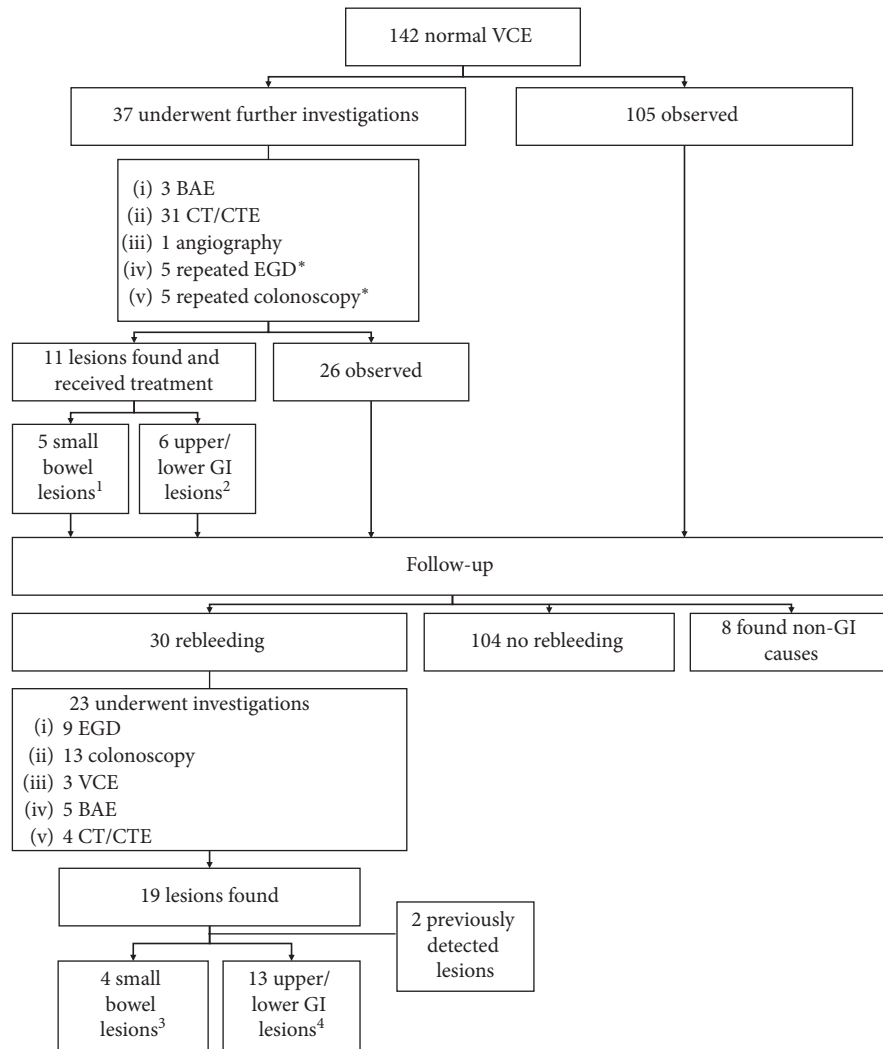 142 normal VCE
37 underwent further investigations
105 observed
(i) 3 BAE
(ii) 31 CT/CTE
(iii) 1 angiography
(iv) 5 repeated EGD*
(v) 5 repeated colonoscopy*
11 lesions found and
received treatment
26 observed
5 small
bowel
lesions¹
6 upper/
lower GI
lesions²
Follow-up
30 rebleeding
104 no rebleeding
8 found non-GI
causes
23 underwent investigations
(i) 9 EGD
(ii) 13 colonoscopy
(iii) 3 VCE
(iv) 5 BAE
(v) 4 CT/CTE
19 lesions found
2 previously
detected
lesions
4 small
bowel
lesions³
13 upper/
lower GI
lesions⁴